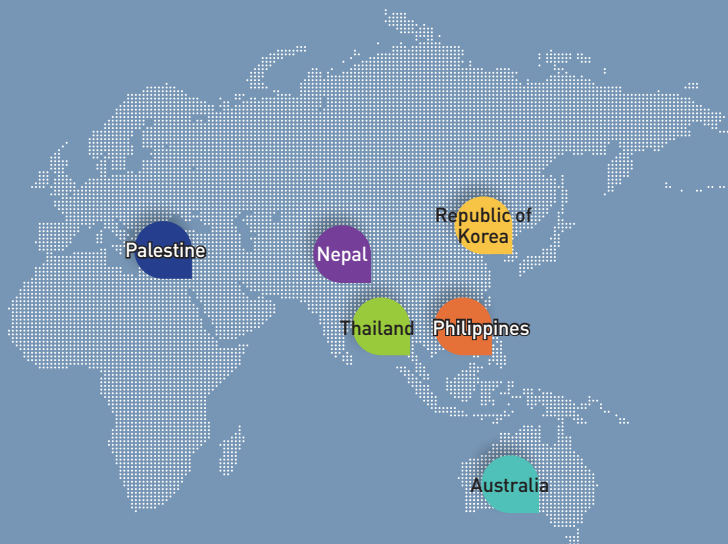 Republic of
Korea
Palestine
Nepal
Thailand
Philippines
Australia